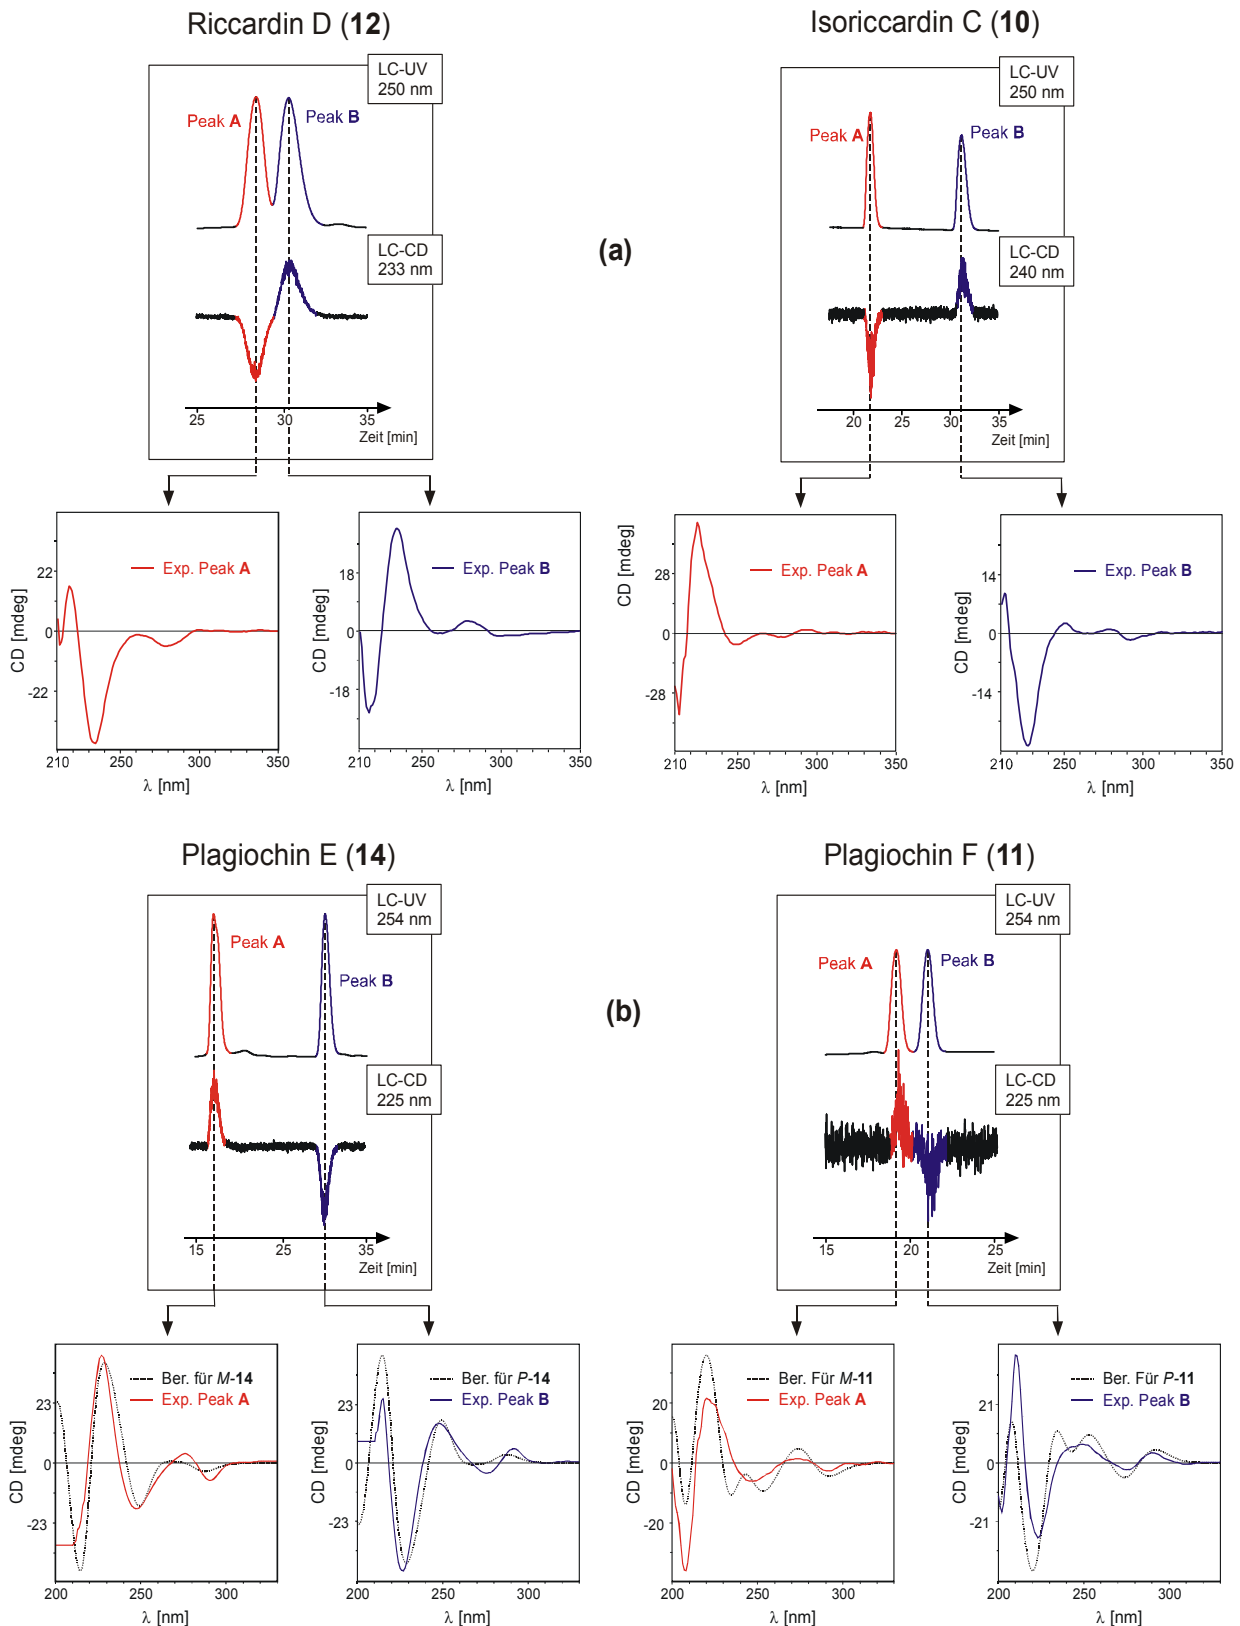 Riccardin D (12)
LC-UV
250 nm
Peak A
Peak B
LC-CD
233 nm
25
30
35
Zeit [min]
Isoriccardin C (10)
LC-UV
250 nm
Peak A
Peak B
LC-CD
240 nm
20
25
30
35
Zeit [min]
(a)
CD [mdeg]
22
0
-22
Exp. Peak A
210
250
300
350
λ [nm]
CD [mdeg]
18
0
-18
Exp. Peak B
210
250
300
350
λ [nm]
CD [mdeg]
28
0
-28
Exp. Peak A
210
250
300
350
λ [nm]
CD [mdeg]
14
0
-14
Exp. Peak B
210
250
300
350
λ [nm]
Plagiochin E (14)
LC-UV
254 nm
Peak A
Peak B
LC-CD
225 nm
15
25
35
Zeit [min]
Plagiochin F (11)
LC-UV
254 nm
Peak A
Peak B
LC-CD
225 nm
15
20
25
Zeit [min]
(b)
CD [mdeg]
23
0
-23
Ber. für M-14
Exp. Peak A
200
250
300
λ [nm]
CD [mdeg]
23
0
-23
Ber. für P-14
Exp. Peak B
200
250
300
λ [nm]
CD [mdeg]
20
0
-20
Ber. Für M-11
Exp. Peak A
200
250
300
λ [nm]
CD [mdeg]
21
0
-21
Ber. Für P-11
Exp. Peak B
200
250
300
λ [nm]